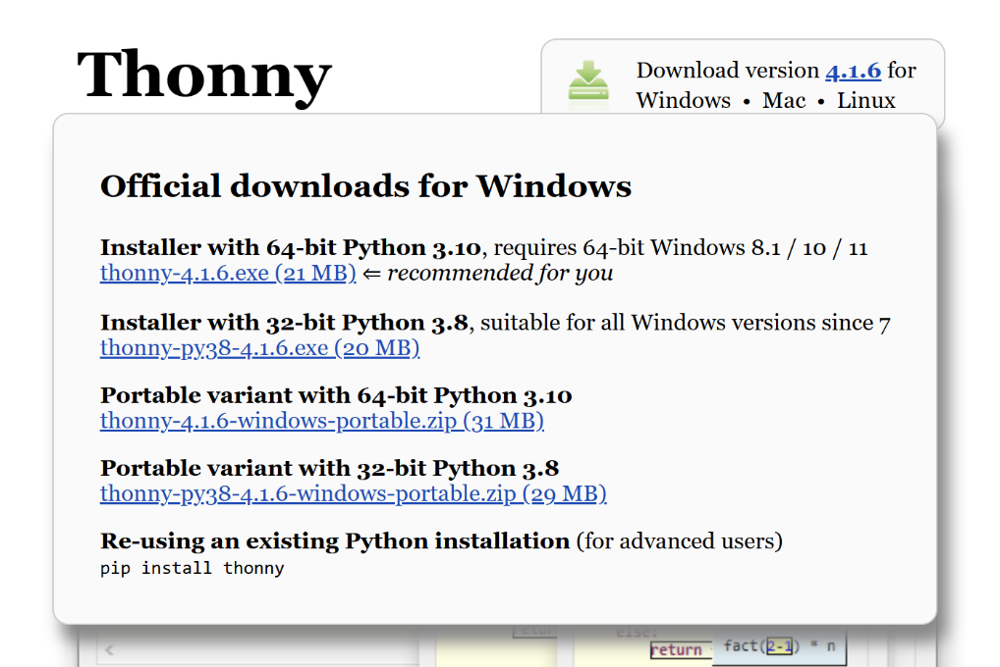 Thonny
Download version 4.1.6 for
Windows • Mac • Linux
Official downloads for Windows
Installer with 64-bit Python 3.10, requires 64-bit Windows 8.1 / 10 / 11
thonny-4.1.6.exe (21 MB) ⇐ recommended for you
Installer with 32-bit Python 3.8, suitable for all Windows versions since 7
thonny-py38-4.1.6.exe (20 MB)
Portable variant with 64-bit Python 3.10
thonny-4.1.6-windows-portable.zip (31 MB)
Portable variant with 32-bit Python 3.8
thonny-py38-4.1.6-windows-portable.zip (29 MB)
Re-using an existing Python installation (for advanced users)
pip install thonny
else:
return fact(2-1) * n